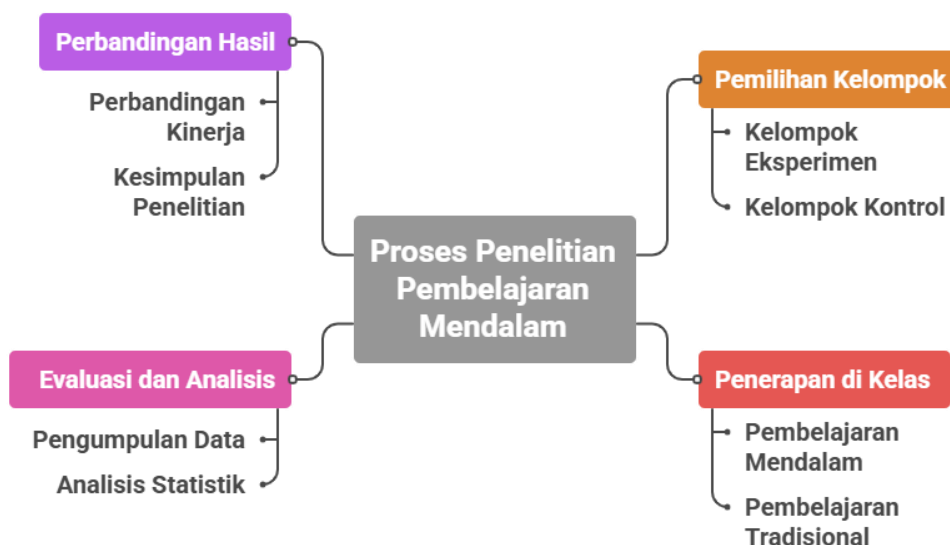 Perbandingan Hasil
Perbandingan
Kinerja
Kesimpulan
Penelitian
Pemilihan Kelompok
Kelompok
Eksperimen
Kelompok Kontrol
Proses Penelitian
Pembelajaran
Mendalam
Evaluasi dan Analisis
Pengumpulan Data
Analisis Statistik
Penerapan di Kelas
Pembelajaran
Mendalam
Pembelajaran
Tradisional